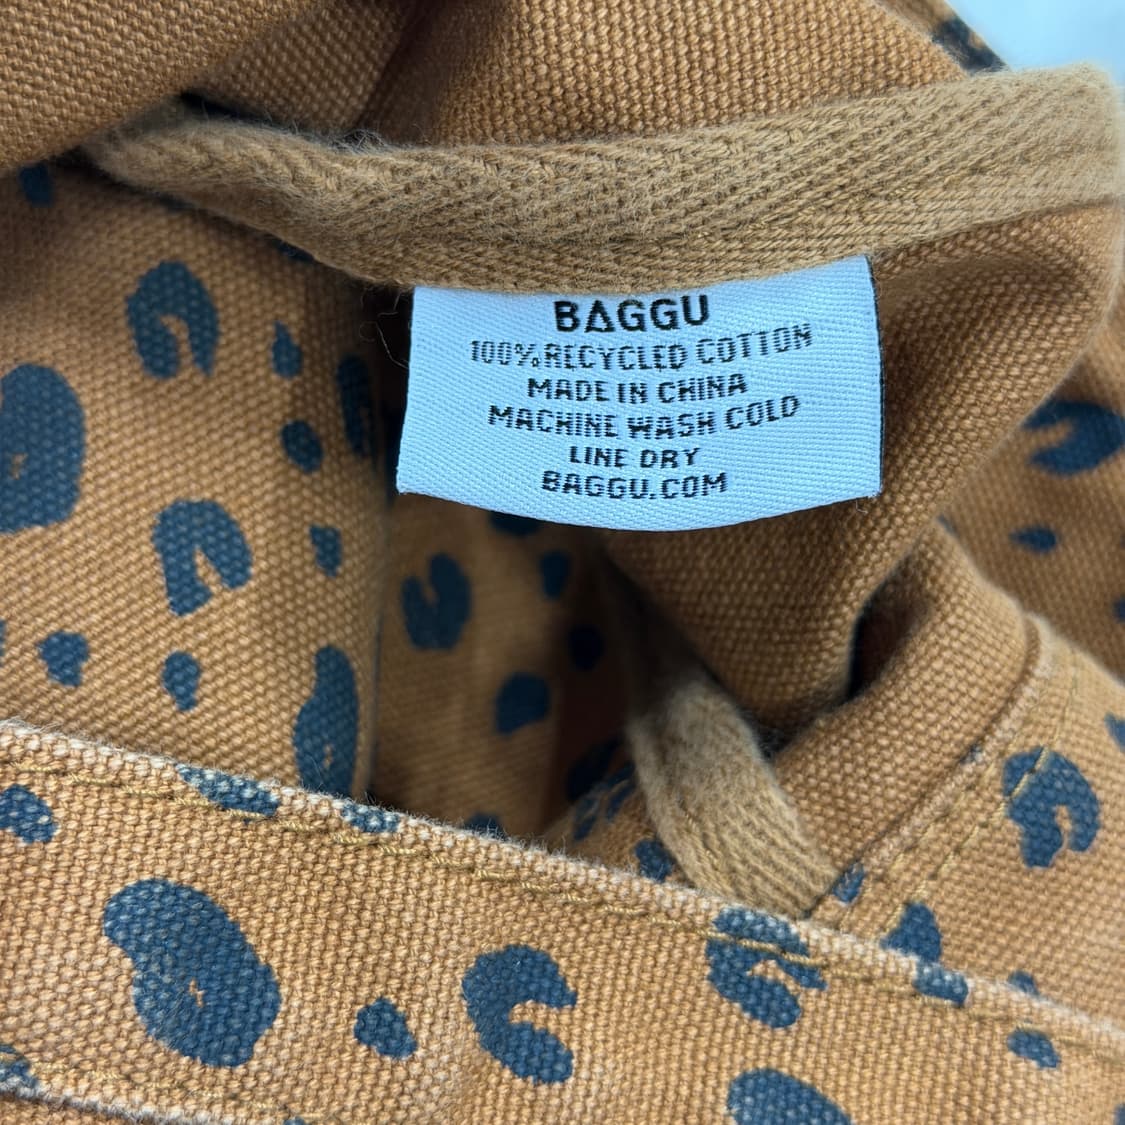 BAGGU
100% RECYCLED COTTON
MADE IN CHINA
MACHINE WASH COLD
LINE DRY
BAGGU.COM